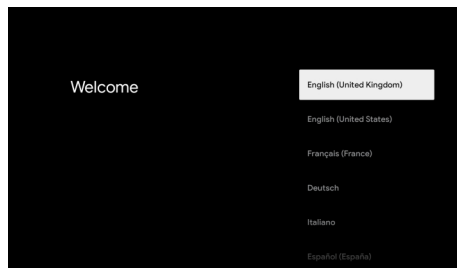 Welcome
English (United Kingdom)
English (United States)
Français (France)
Deutsch
Italiano
Español (España)